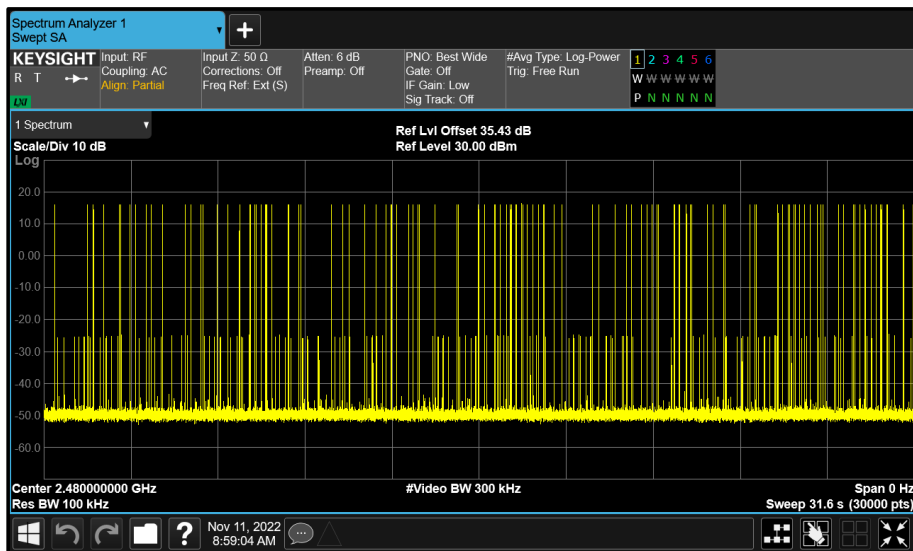 Spectrum Analyzer 1
Swept SA
+
KEYSIGHT Input: RF Input Z: 50 Ω Atten: 6 dB PNO: Best Wide #Avg Type: Log-Power 1 2 3 4 5 6
R T Coupling: AC Corrections: Off Preamp: Off Gate: Off Trig: Free Run W W W W W W
Align: Partial Freq Ref: Ext (S) IF Gain: Low P N N N N N
LXI Sig Track: Off
1 Spectrum
Ref Lvl Offset 35.43 dB
Scale/Div 10 dB Ref Level 30.00 dBm
Log
20.0
10.0
0.00
-10.0
-20.0
-30.0
-40.0
-50.0
-60.0
Center 2.480000000 GHz #Video BW 300 kHz Span 0 Hz
Res BW 100 kHz Sweep 31.6 s (30000 pts)
? Nov 11, 2022
8:59:04 AM